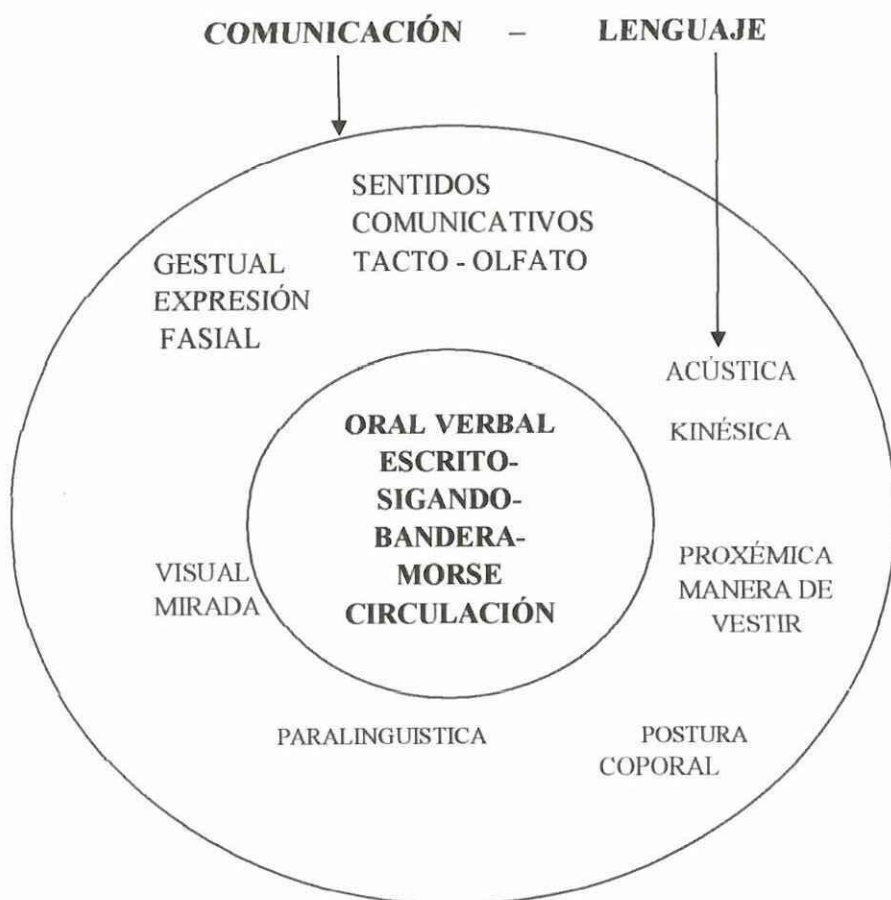 COMUNICACIÓN – LENGUAJE
SENTIDOS
COMUNICATIVOS
TACTO - OLFATO
GESTUAL
EXPRESIÓN
FASIAL
ACÚSTICA
KINÉSICA
ORAL VERBAL
ESCRITO-
SIGANDO-
BANDERA-
MORSE
CIRCULACIÓN
VISUAL
MIRADA
PROXÉMICA
MANERA DE
VESTIR
PARALINGUISTICA
POSTURA
COPORAL